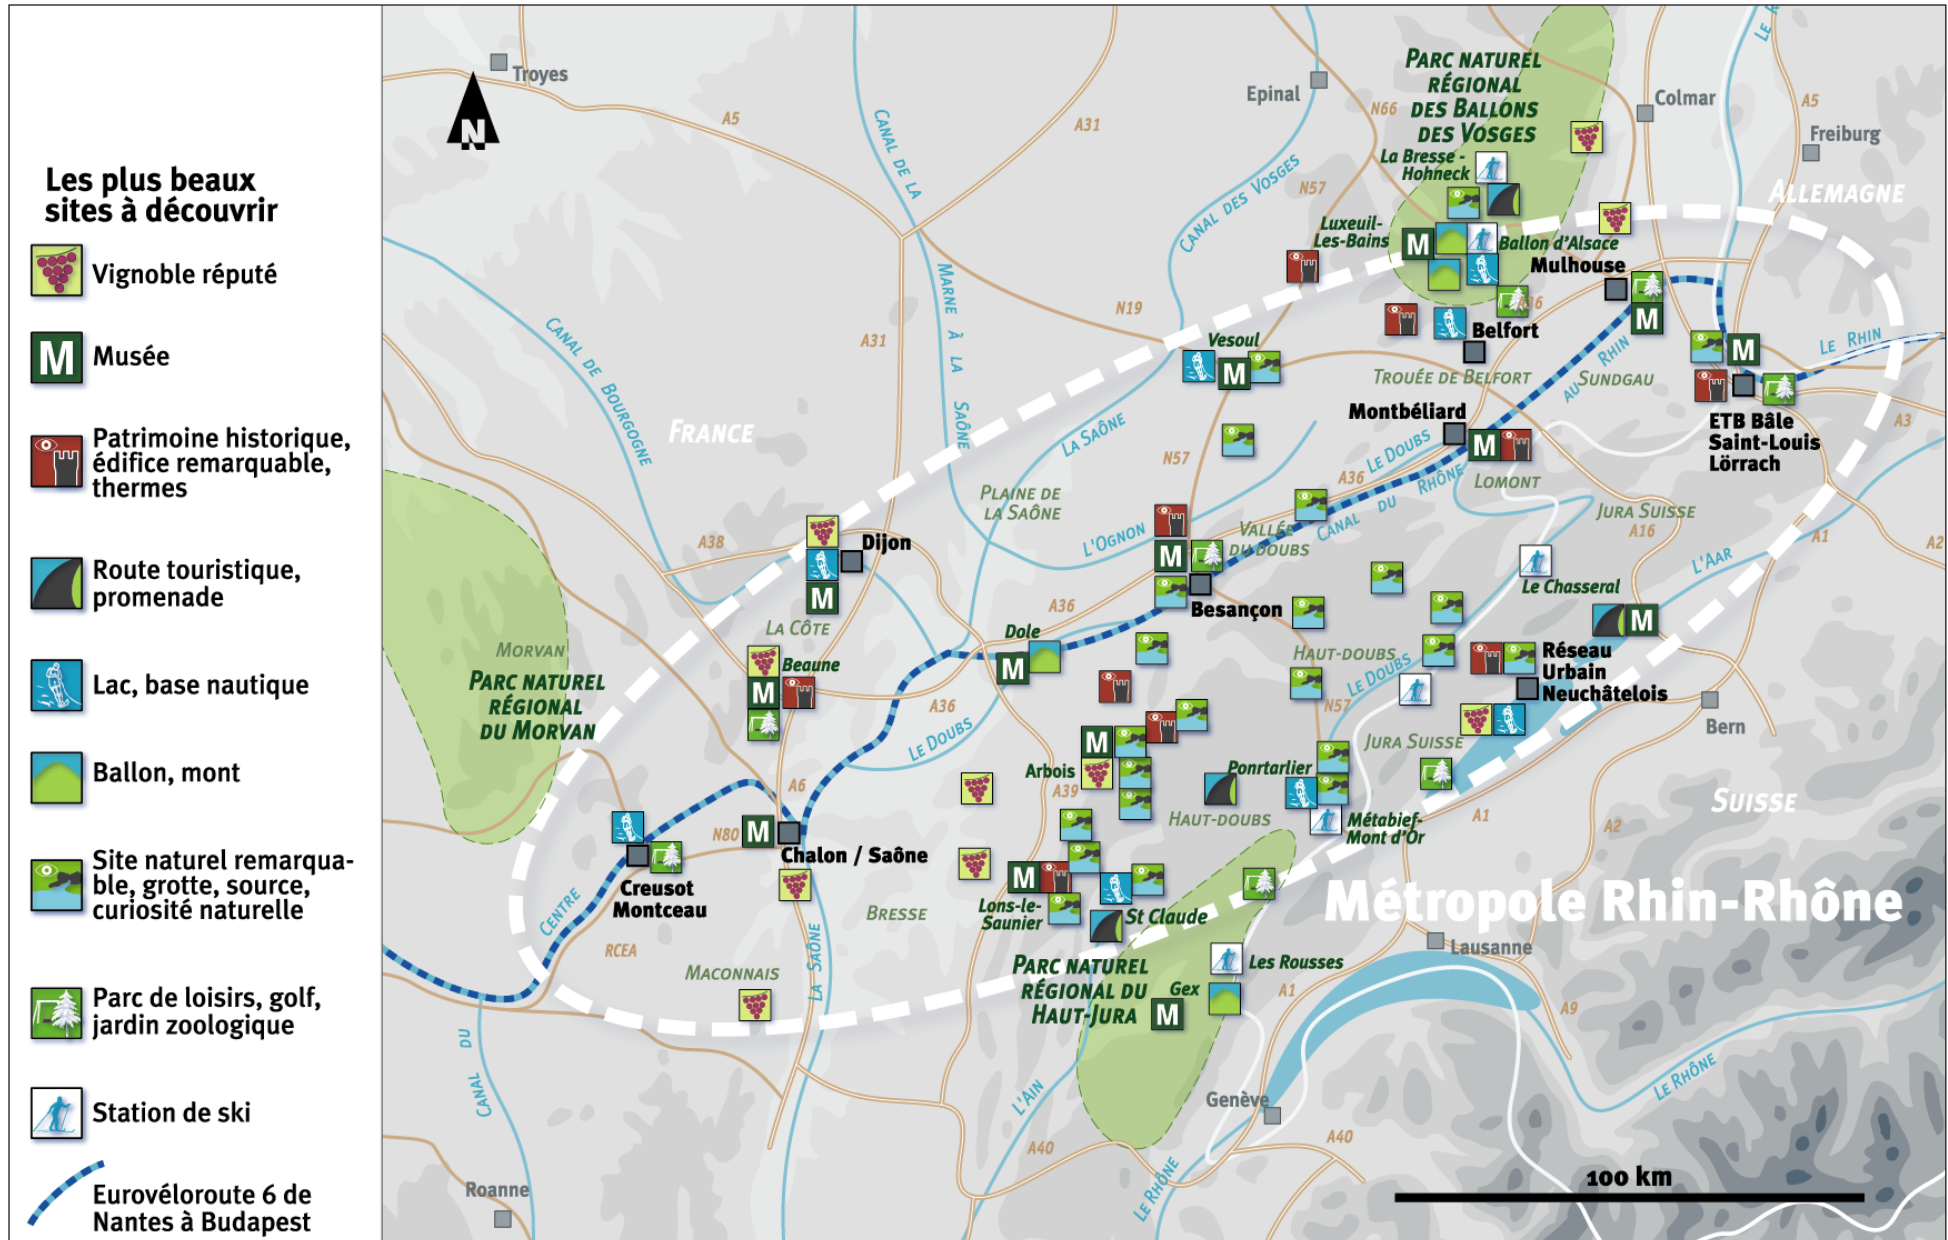 Les plus beaux
sites à découvrir
Vignoble réputé
M
Musée
Patrimoine historique,
édifice remarquable,
thermes
Route touristique,
promenade
Lac, base nautique
Ballon, mont
Site naturel remarqua-
ble, grotte, source,
curiosité naturelle
Parc de loisirs, golf,
jardin zoologique
Station de ski
Eurovéloroute 6 de
Nantes à Budapest
Troyes
N
A5
A31
CANAL DE LA
MARNE À LA SAÔNE
Epinal
N66
PARC NATUREL
RÉGIONAL
DES BALLONS
DES VOSGES
La Bresse -
Hohneck
Colmar
A5
Freiburg
LE R
ALLEMAGNE
CANAL DES VOSGES
N57
Luxeuil-
Les-Bains
M
Ballon d'Alsace
Mulhouse
A36
M
N19
A31
CANAL DE BOURGOGNE
Vesoul
M
Belfort
TROUÉE DE BELFORT
AU RHIN
SUNDGAU
M
LE RHIN
ETB Bâle
Saint-Louis
Lörrach
A3
FRANCE
LA SAÔNE
N57
Montbéliard
M
LE DOUBS
A36
CANAL DU RHÔNE
LOMONT
JURA SUISSE
A16
A1
A2
PLAINE DE
LA SAÔNE
L'OGNON
VALLÉE
DU DOUBS
M
Besançon
A38
Dijon
M
LA CÔTE
A36
L'AAR
Le Chasseral
M
MORVAN
PARC NATUREL
RÉGIONAL
DU MORVAN
Beaune
M
Dole
M
A36
LE DOUBS
HAUT-DOUBS
LE DOUBS
N57
Réseau
Urbain
Neuchâtelois
Bern
JURA SUISSE
M
Arbois
A39
Ponrtarlier
HAUT-DOUBS
Métabief-
Mont d'Or
A1
A2
SUISSE
A6
N80
M
Chalon / Saône
Creusot
Montceau
CENTRE
RCEA
BRESSE
M
Lons-le-
Saunier
St Claude
Métropole Rhin-Rhône
Lausanne
MACONNAIS
LA SAÔNE
PARC NATUREL
RÉGIONAL DU
HAUT-JURA
Les Rousses
Gex
M
A1
A9
CANAL DU
L'AIN
Genève
LE RHÔNE
A40
A40
LE RHÔNE
Roanne
100 km